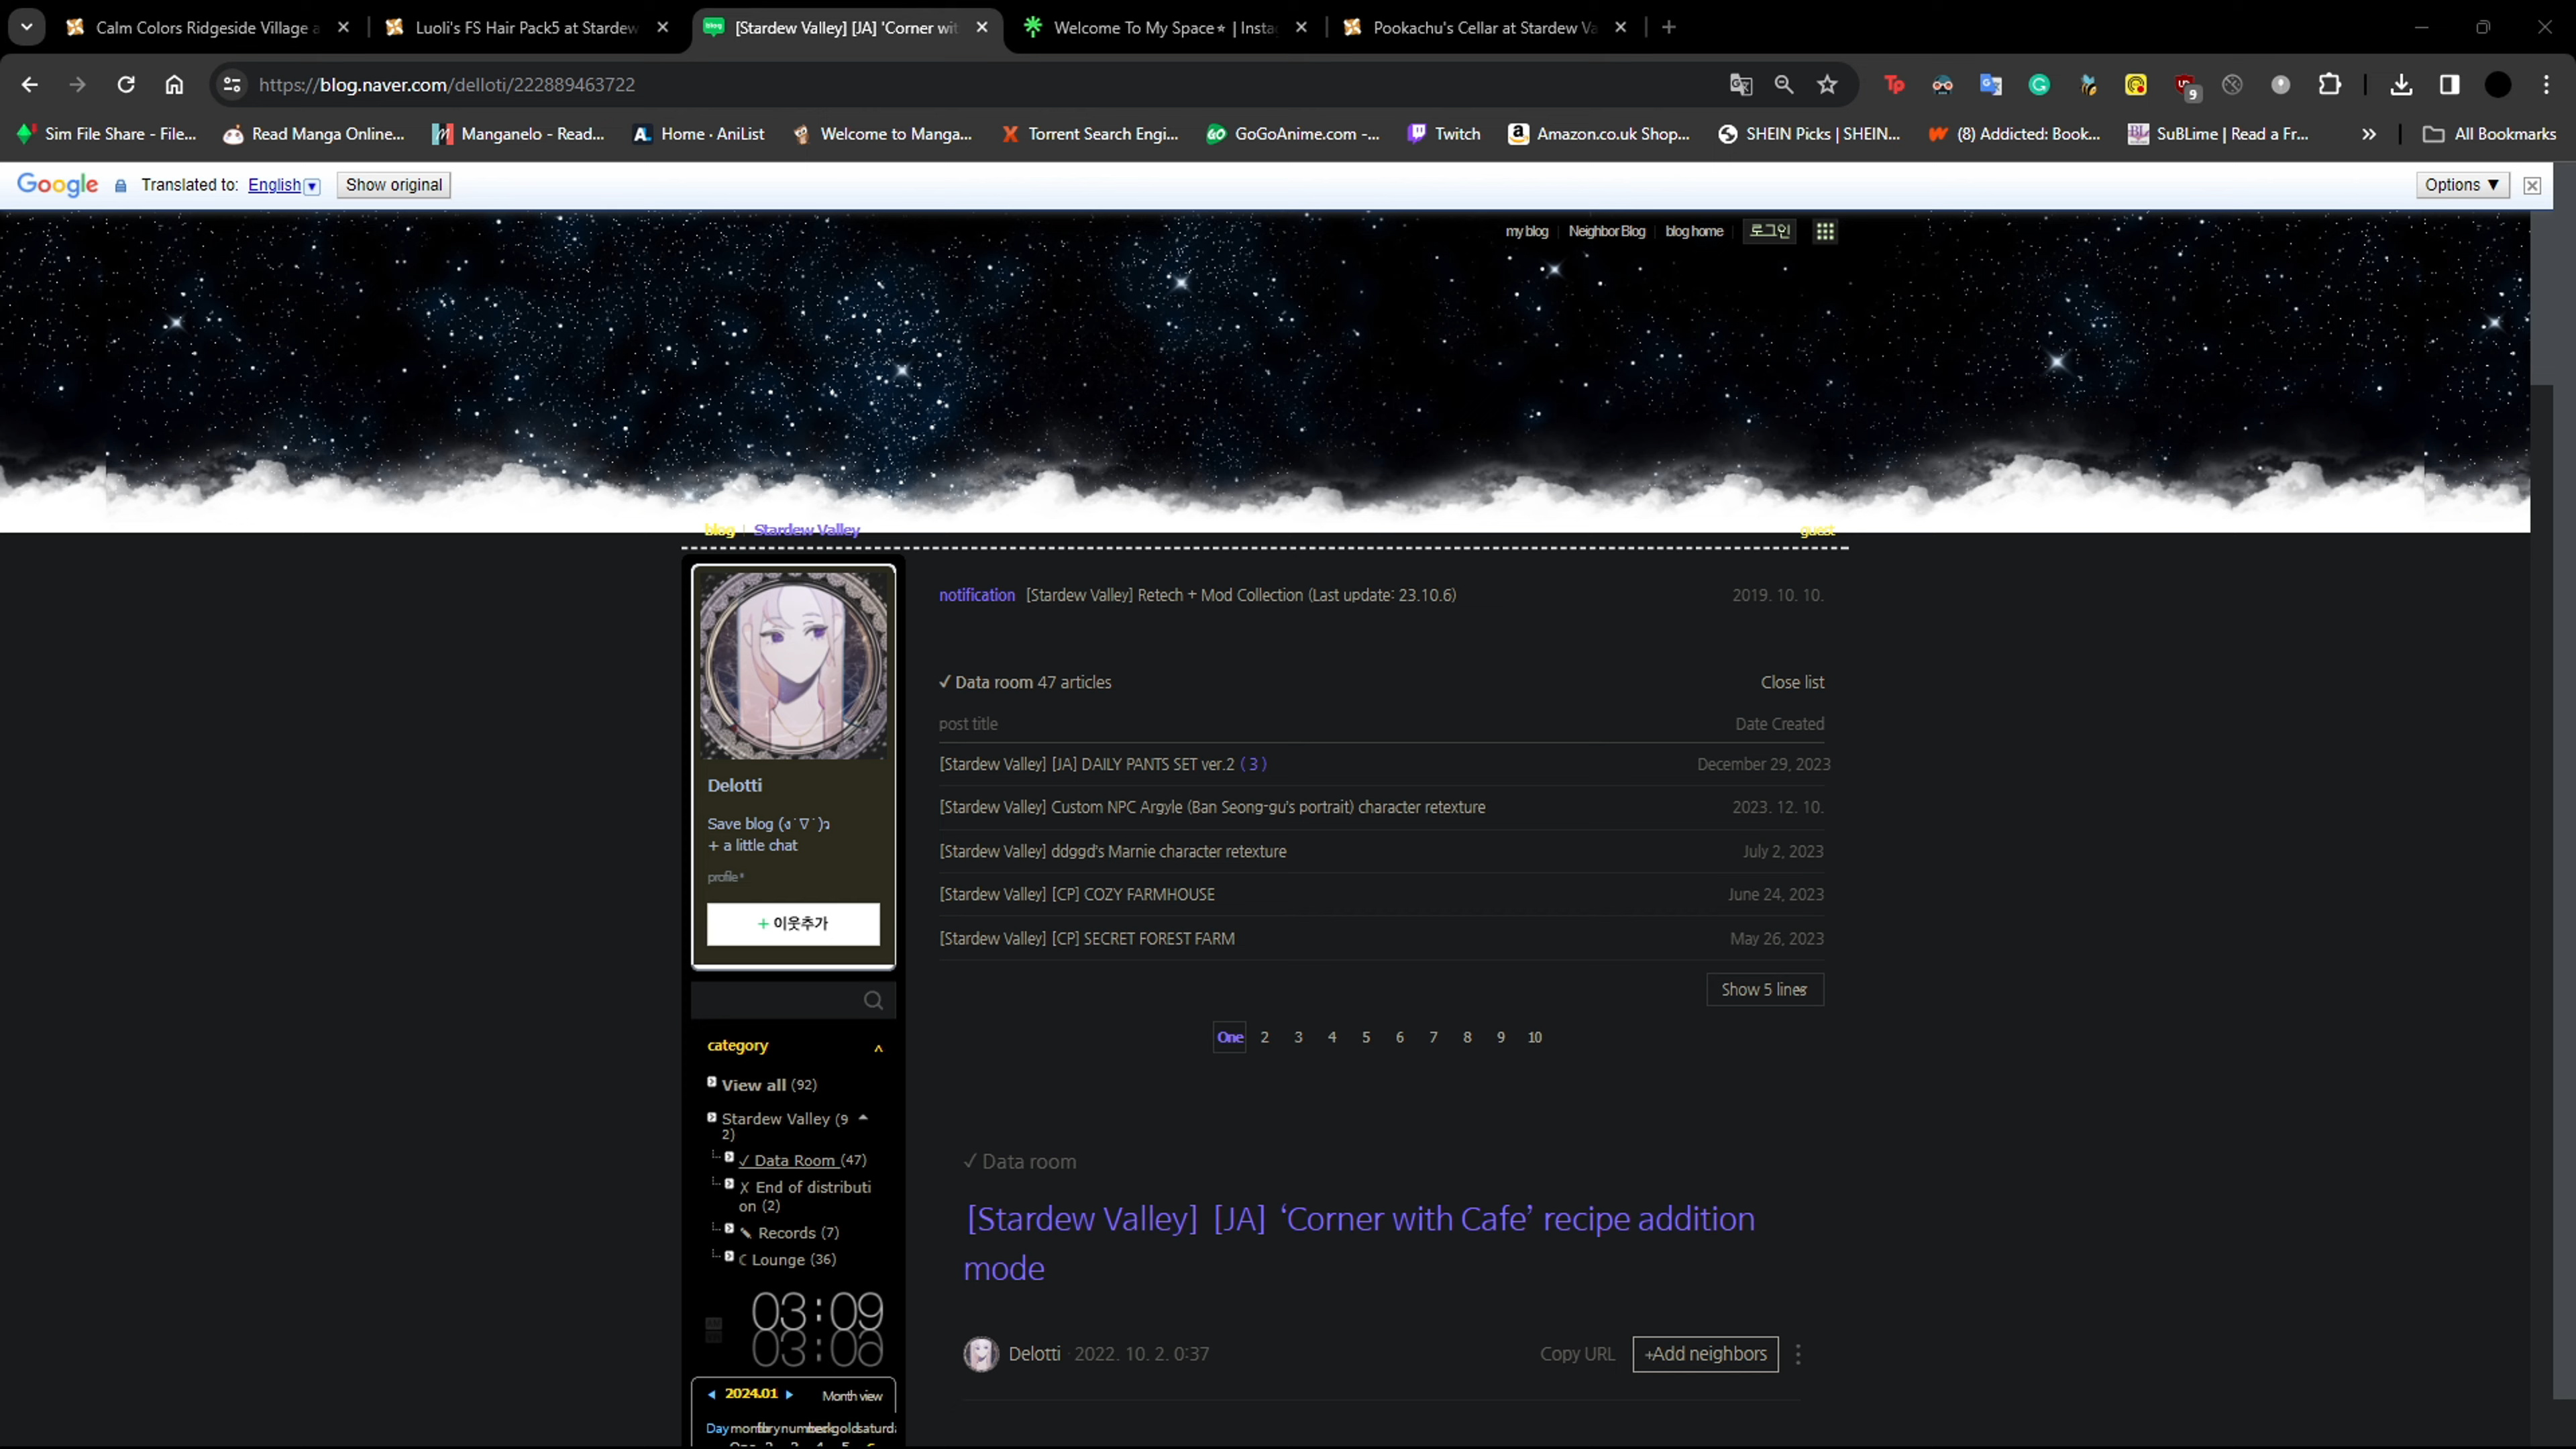 Calm Colors Ridgeside Village a
Luoli's FS Hair Pack5 at Stardew
[Stardew Valley] [JA] 'Corner wit
Welcome To My Space⭑ | Insta
Pookachu's Cellar at Stardew Va
https://blog.naver.com/delloti/222889463722
9
Sim File Share - File...
Read Manga Online...
Manganelo - Read...
Home · AniList
Welcome to Manga...
Torrent Search Engi...
GoGoAnime.com -...
Twitch
Amazon.co.uk Shop...
SHEIN Picks | SHEIN...
(8) Addicted: Book...
SuBLime | Read a Fr...
All Bookmarks
Google Translated to: English Show original
Options ▼
my blog
Neighbor Blog
blog home
로그인
blog | Stardew Valley
guest
notification [Stardew Valley] Retech + Mod Collection (Last update: 23.10.6) 2019. 10. 10.
✓ Data room 47 articles Close list
post title Date Created
[Stardew Valley] [JA] DAILY PANTS SET ver.2 ( 3 ) December 29, 2023
[Stardew Valley] Custom NPC Argyle (Ban Seong-gu's portrait) character retexture 2023. 12. 10.
[Stardew Valley] ddggd's Marnie character retexture July 2, 2023
[Stardew Valley] [CP] COZY FARMHOUSE June 24, 2023
[Stardew Valley] [CP] SECRET FOREST FARM May 26, 2023
Show 5 lines
One 2 3 4 5 6 7 8 9 10
Delotti
Save blog (ง˙∇˙)ว
+ a little chat
profile*
+ 이웃추가
category
View all (92)
Stardew Valley (9
2)
✓ Data Room (47)
X End of distributi
on (2)
✎ Records (7)
☾ Lounge (36)
03:09
2024.01
Month view
Day
✓ Data room
[Stardew Valley] [JA] ‘Corner with Cafe’ recipe addition
mode
Delotti · 2022. 10. 2. 0:37
Copy URL
+Add neighbors